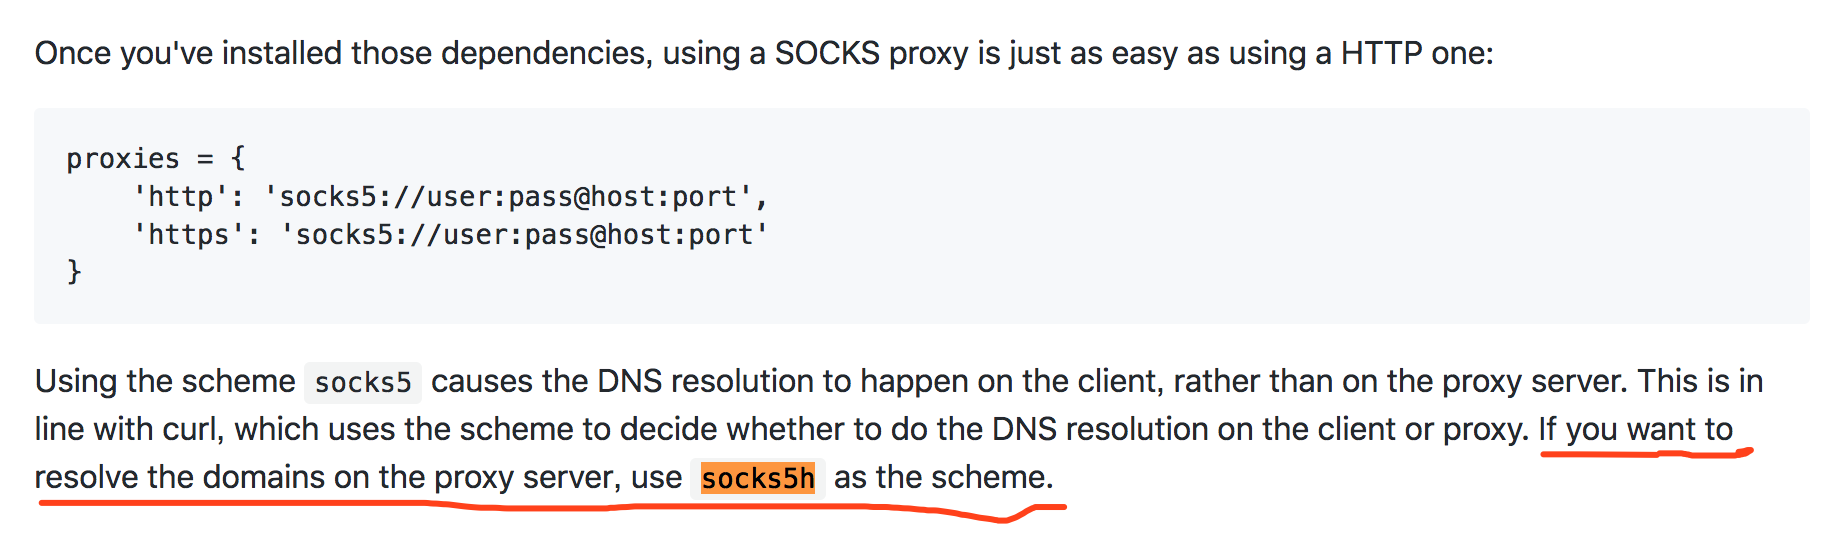 Once you've installed those dependencies, using a SOCKS proxy is just as easy as using a HTTP one:
proxies = {
    'http': 'socks5://user:pass@host:port',
    'https': 'socks5://user:pass@host:port'
}
Using the scheme socks5 causes the DNS resolution to happen on the client, rather than on the proxy server. This is in
line with curl, which uses the scheme to decide whether to do the DNS resolution on the client or proxy. If you want to
resolve the domains on the proxy server, use socks5h as the scheme.